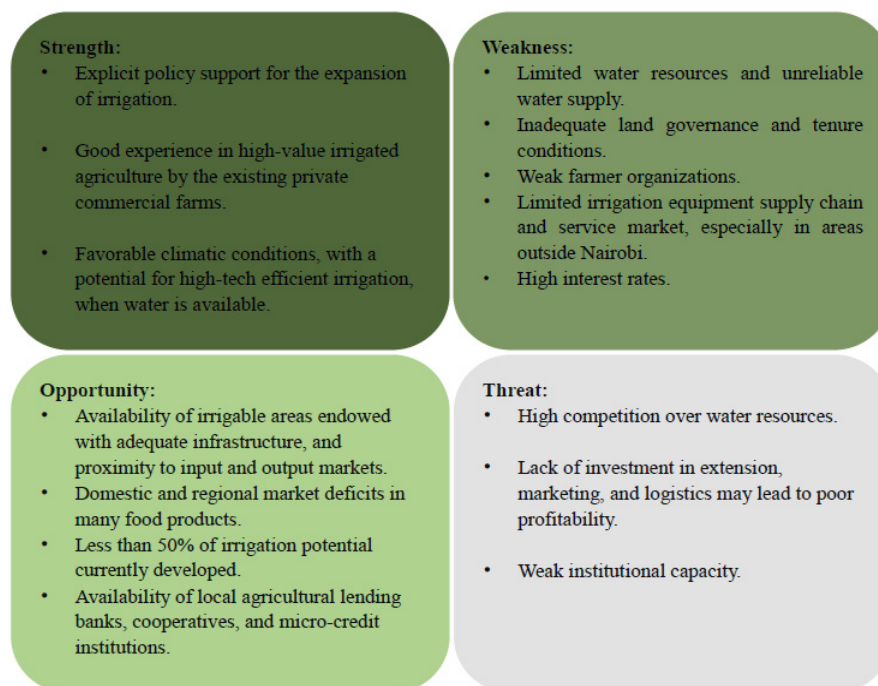 Strength:
• Explicit policy support for the expansion
of irrigation.
• Good experience in high-value irrigated
agriculture by the existing private
commercial farms.
• Favorable climatic conditions, with a
potential for high-tech efficient irrigation,
when water is available.
Weakness:
• Limited water resources and unreliable
water supply.
• Inadequate land governance and tenure
conditions.
• Weak farmer organizations.
• Limited irrigation equipment supply chain
and service market, especially in areas
outside Nairobi.
• High interest rates.
Opportunity:
• Availability of irrigable areas endowed
with adequate infrastructure, and
proximity to input and output markets.
• Domestic and regional market deficits in
many food products.
• Less than 50% of irrigation potential
currently developed.
• Availability of local agricultural lending
banks, cooperatives, and micro-credit
institutions.
Threat:
• High competition over water resources.
• Lack of investment in extension,
marketing, and logistics may lead to poor
profitability.
• Weak institutional capacity.